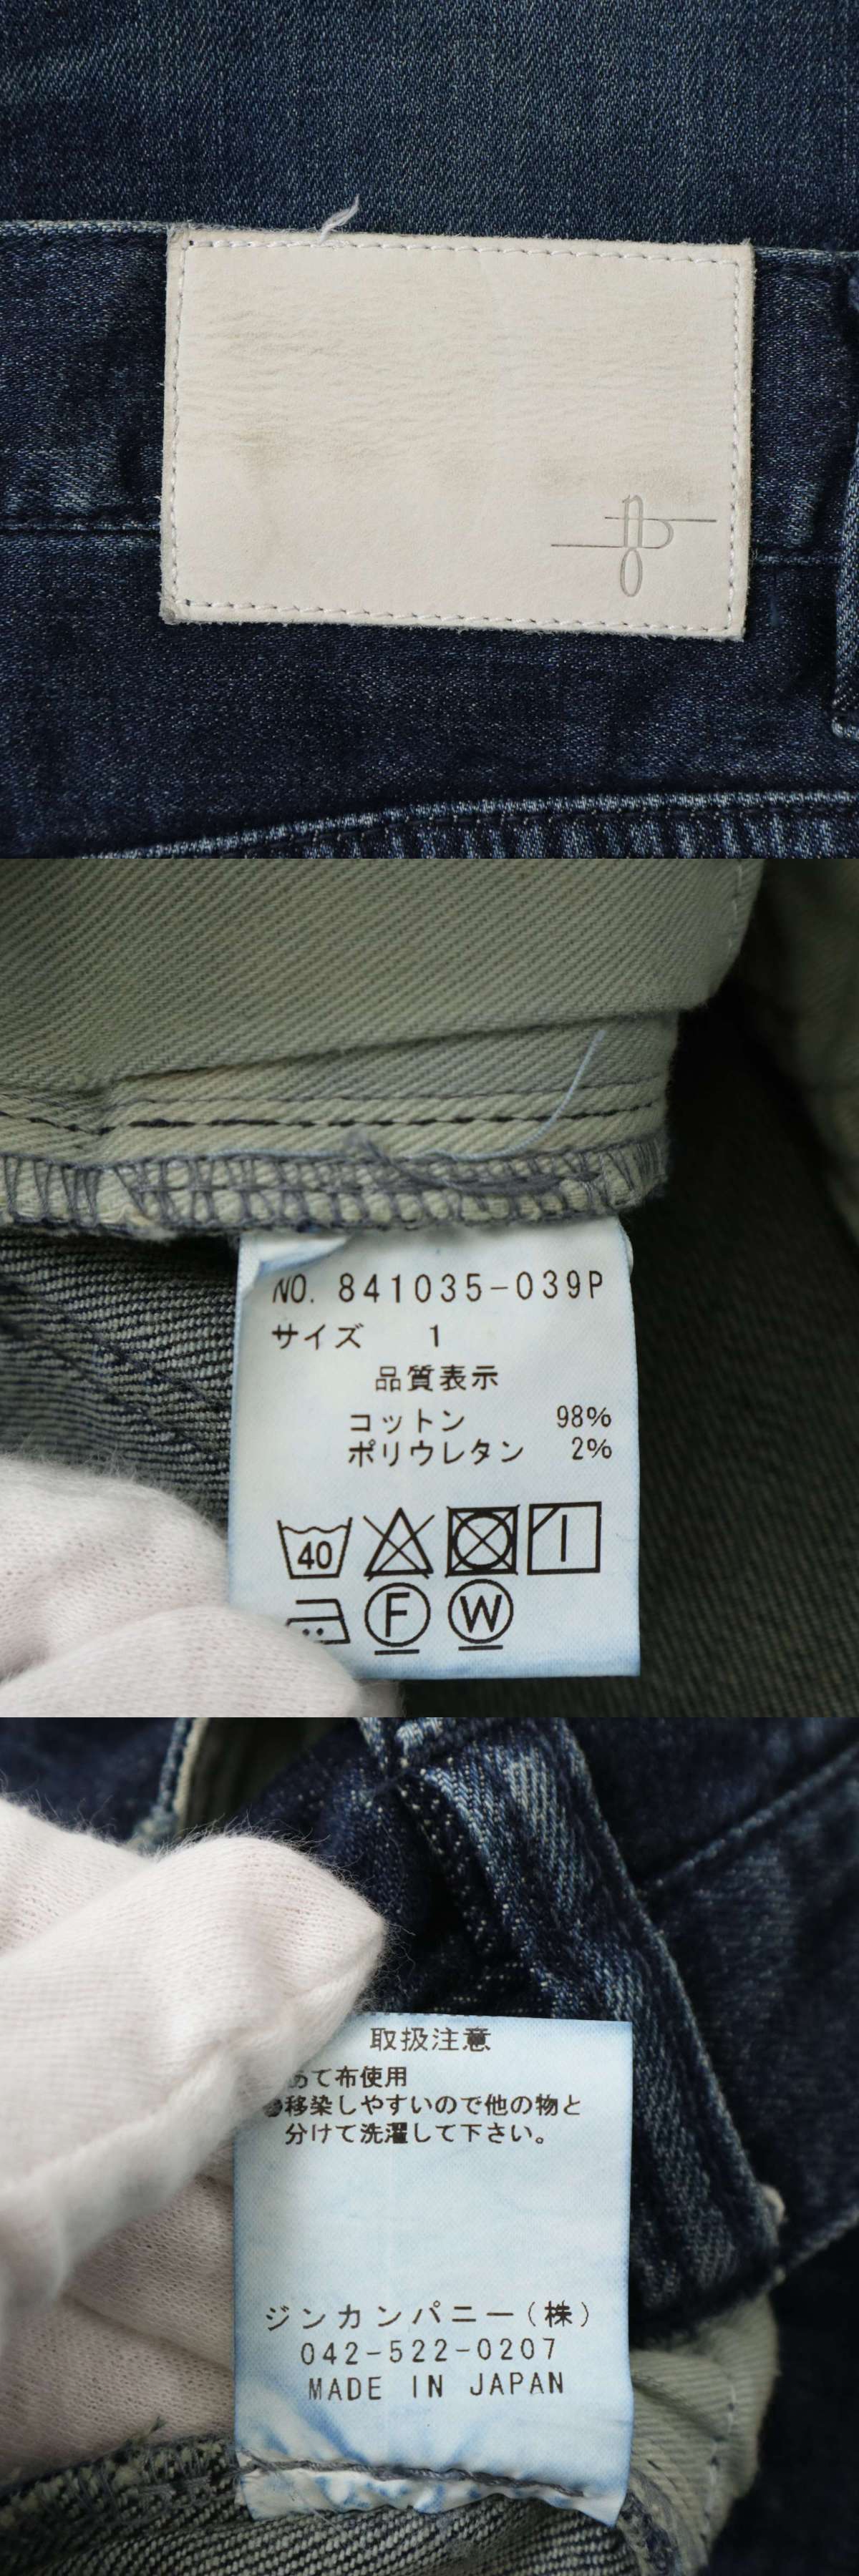 NO. 841035-039P
サイズ 1
品質表示
コットン 98%
ポリウレタン 2%
40
F
W
取扱注意
あて布使用
●移染しやすいので他の物と
分けて洗濯して下さい。
ジンカンパニー(株)
042-522-0207
MADE IN JAPAN